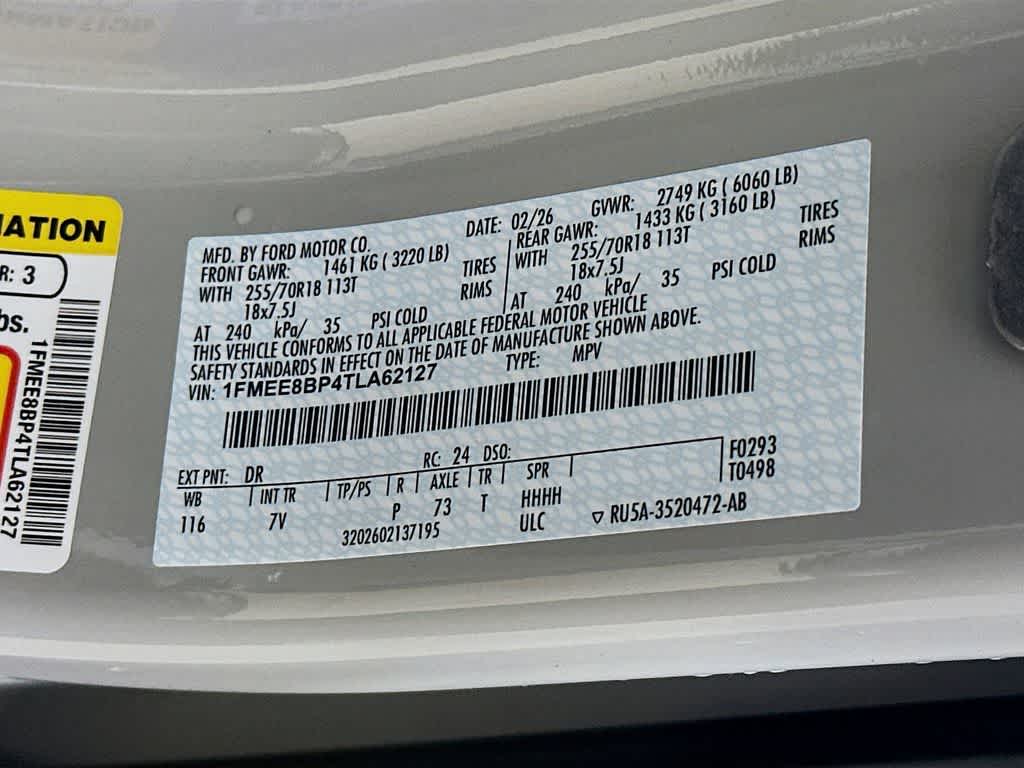 MATION
R: 3
bs.
1FMEE8BP4TLA62127
MFD. BY FORD MOTOR CO. DATE: 02/26 GVWR: 2749 KG ( 6060 LB)
FRONT GAWR: 1461 KG ( 3220 LB) REAR GAWR: 1433 KG ( 3160 LB)
WITH 255/70R18 113T TIRES WITH 255/70R18 113T TIRES
18x7.5J RIMS 18x7.5J RIMS
AT 240 kPa/ 35 PSI COLD AT 240 kPa/ 35 PSI COLD
THIS VEHICLE CONFORMS TO ALL APPLICABLE FEDERAL MOTOR VEHICLE
SAFETY STANDARDS IN EFFECT ON THE DATE OF MANUFACTURE SHOWN ABOVE.
VIN: 1FMEE8BP4TLA62127 TYPE: MPV
EXT PNT: DR RC: 24 DSO: F0293
WB INT TR TP/PS R AXLE TR SPR T0498
116 7V P 73 T HHHH
3202602137195 ULC ▽ RU5A-3520472-AB